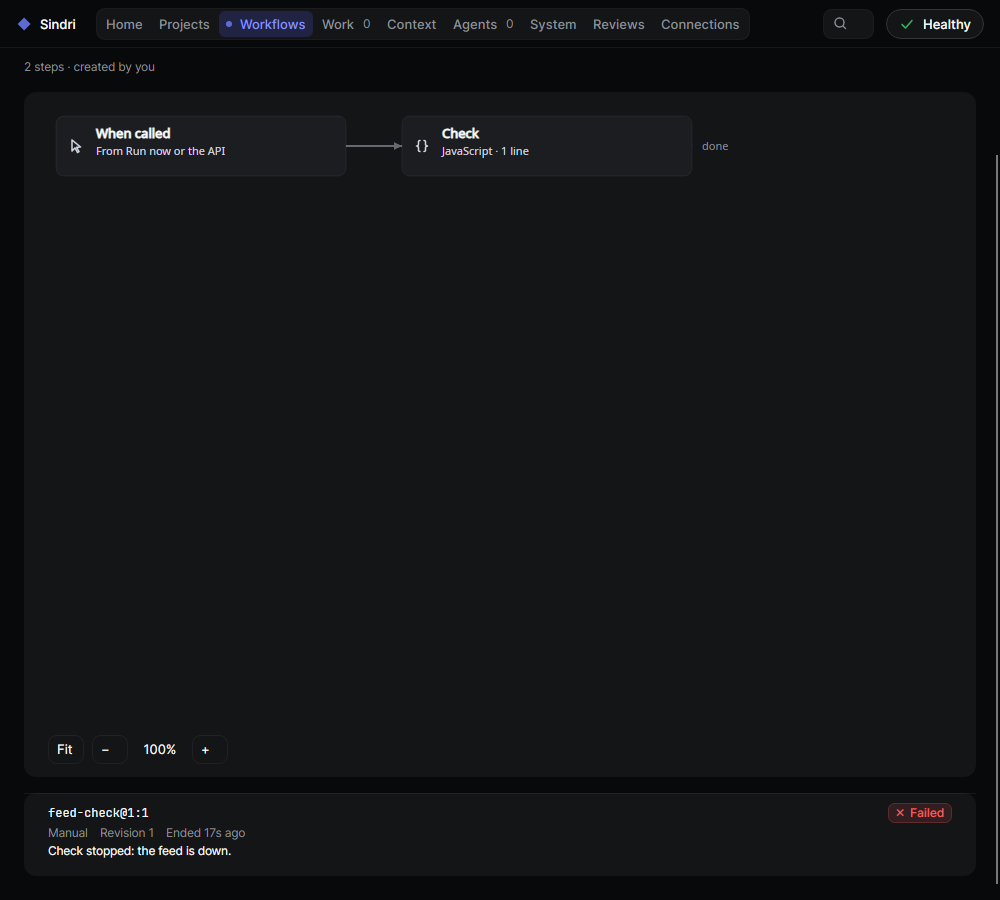 Sindri
Home Projects Workflows Work 0 Context Agents 0 System Reviews Connections
Healthy
2 steps · created by you
When called
From Run now or the API
{} Check
JavaScript · 1 line
done
Fit − 100% +
feed-check@1:1
Failed
Manual Revision 1 Ended 17s ago
Check stopped: the feed is down.